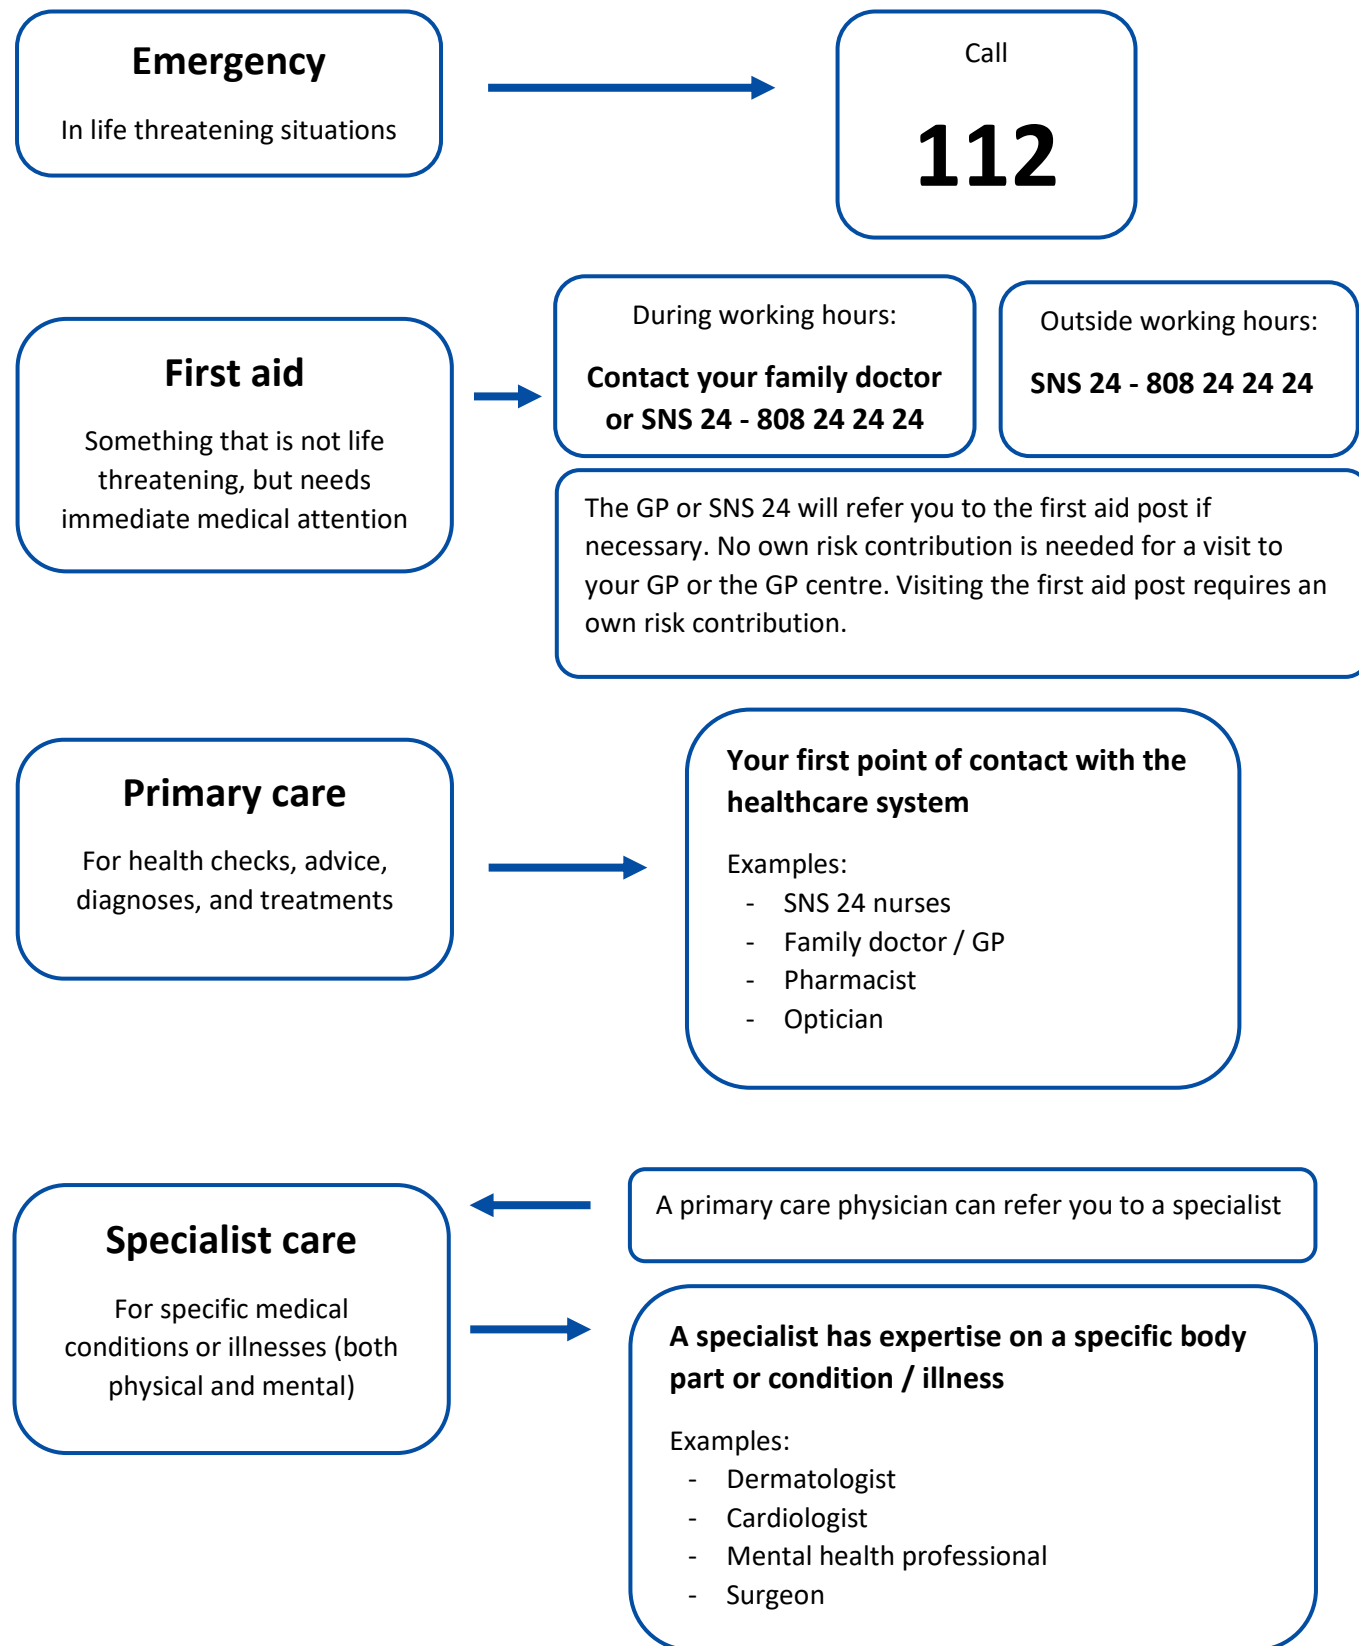 Emergency
In life threatening situations
Call
112
First aid
Something that is not life
threatening, but needs
immediate medical attention
During working hours:
Contact your family doctor
or SNS 24 - 808 24 24 24
Outside working hours:
SNS 24 - 808 24 24 24
The GP or SNS 24 will refer you to the first aid post if
necessary. No own risk contribution is needed for a visit to
your GP or the GP centre. Visiting the first aid post requires an
own risk contribution.
Primary care
For health checks, advice,
diagnoses, and treatments
Your first point of contact with the
healthcare system
Examples:
- SNS 24 nurses
- Family doctor / GP
- Pharmacist
- Optician
Specialist care
For specific medical
conditions or illnesses (both
physical and mental)
A primary care physician can refer you to a specialist
A specialist has expertise on a specific body
part or condition / illness
Examples:
- Dermatologist
- Cardiologist
- Mental health professional
- Surgeon